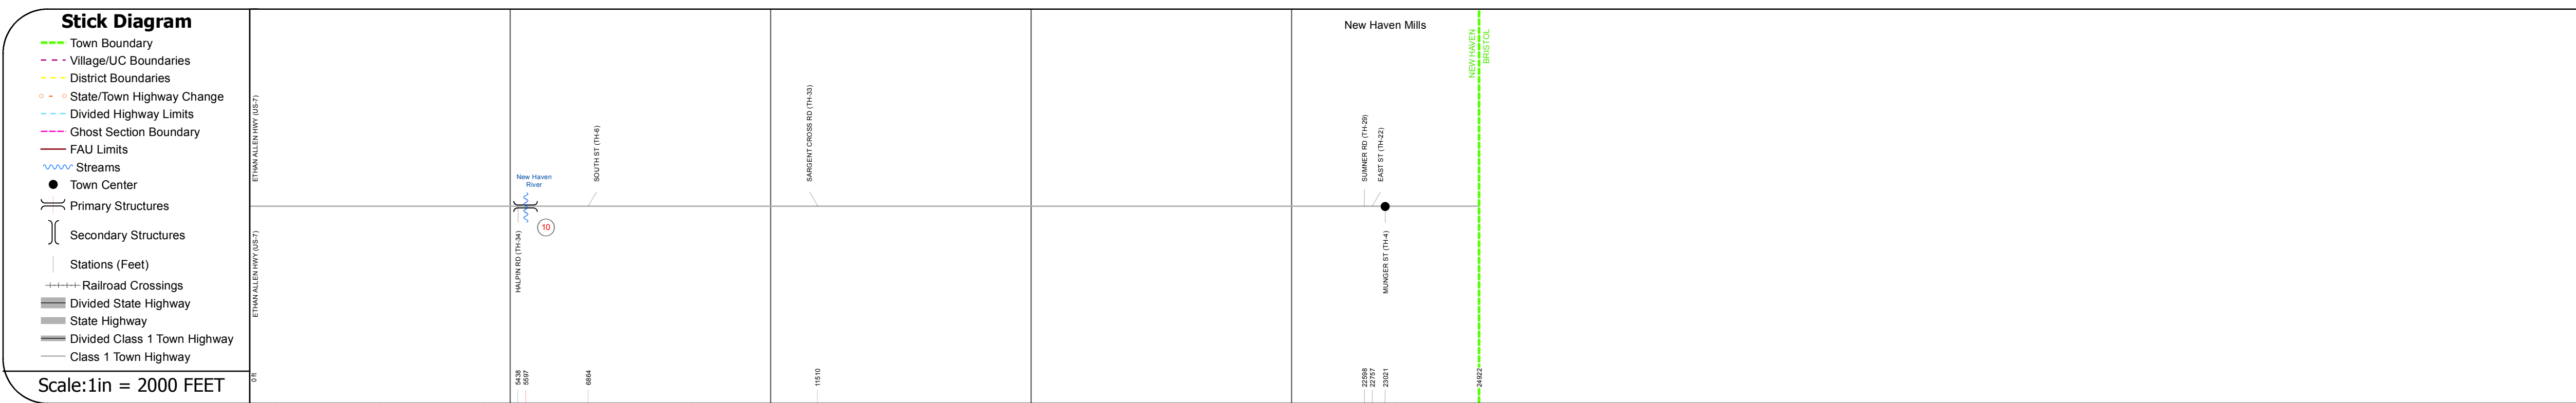 Stick Diagram
Town Boundary
Village/UC Boundaries
District Boundaries
State/Town Highway Change
Divided Highway Limits
Ghost Section Boundary
FAU Limits
Streams
Town Center
Primary Structures
Secondary Structures
Stations (Feet)
Railroad Crossings
Divided State Highway
State Highway
Divided Class 1 Town Highway
Class 1 Town Highway
Scale:1in = 2000 FEET
ETHAN ALLEN HWY (US-7)
ETHAN ALLEN HWY (US-7)
0 ft
New Haven
River
10
HALPIN RD (TH-34)
5438
5597
SOUTH ST (TH-6)
6864
SARGENT CROSS RD (TH-33)
11510
New Haven Mills
SUMNER RD (TH-29)
EAST ST (TH-22)
MUNGER ST (TH-4)
22598
22757
23021
NEW HAVEN
BRISTOL
24922